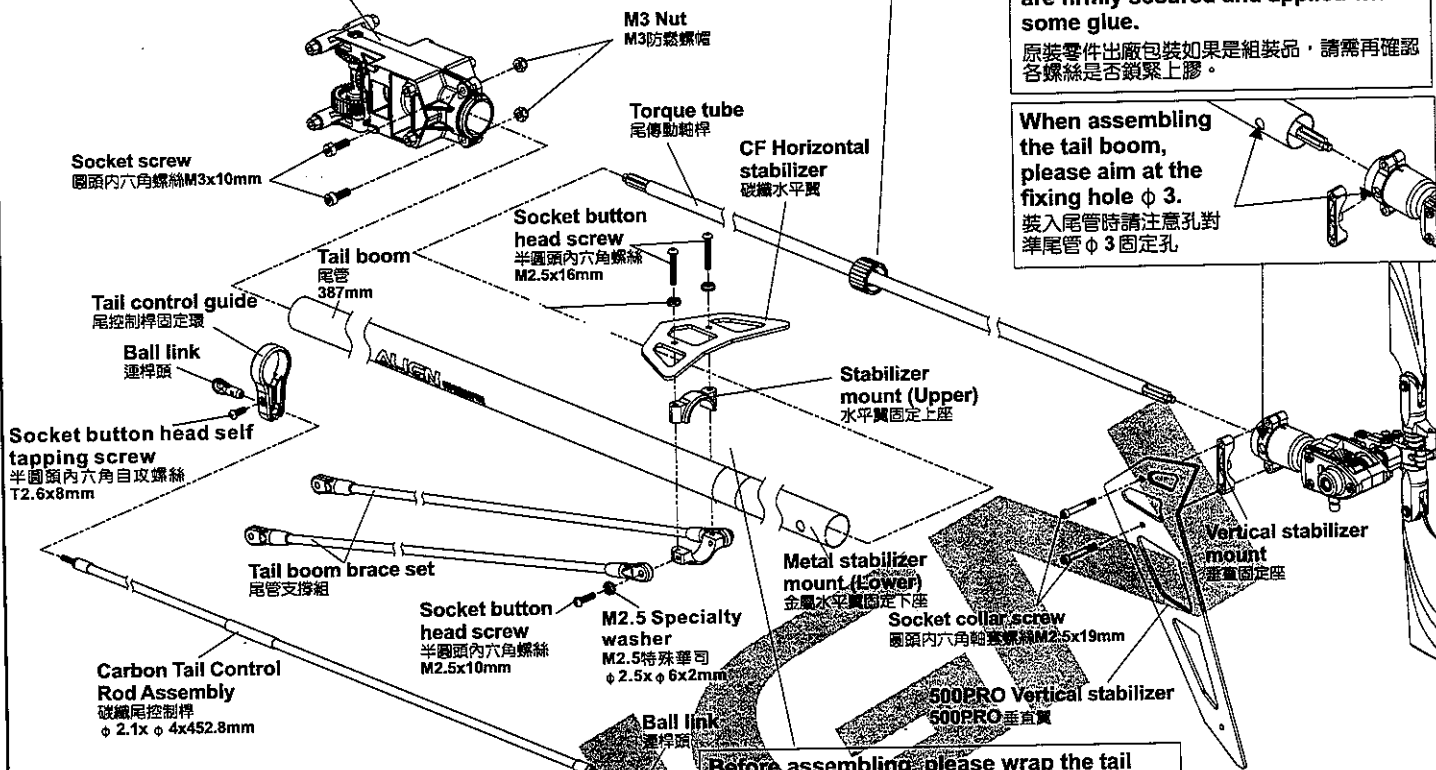 are firmly secured and applied
some glue.
原裝零件出廠包裝如果是組裝品，請需再確認
各螺絲是否鎖緊上膠。
M3 Nut
M3防鬆螺帽
Socket screw
圓頭內六角螺絲M3x10mm
Torque tube
尾傳動軸桿
CF Horizontal
stabilizer
碳纖水平翼
When assembling
the tail boom,
please aim at the
fixing hole ϕ 3.
裝入尾管時請注意孔對
準尾管ϕ 3固定孔
Socket button
head screw
半圓頭內六角螺絲
M2.5x16mm
Tail boom
尾管
387mm
Tail control guide
尾控制桿固定環
Ball link
連桿頭
ALIGN
Stabilizer
mount (Upper)
水平翼固定上座
Socket button head self
tapping screw
半圓頭內六角自攻螺絲
T2.6x8mm
Tail boom brace set
尾管支撐組
Metal stabilizer
mount (Lower)
金屬水平翼固定下座
Vertical stabilizer
mount
垂直固定座
Socket button
head screw
半圓頭內六角螺絲
M2.5x10mm
M2.5 Specialty
washer
M2.5特殊華司
ϕ 2.5x ϕ 6x2mm
Socket collar screw
圓頭內六角軸套螺絲M2.5x19mm
Carbon Tail Control
Rod Assembly
碳纖尾控制桿
ϕ 2.1x ϕ 4x452.8mm
500PRO Vertical stabilizer
500PRO垂直翼
Ball link
連桿頭
Before assembling, please wrap the tail